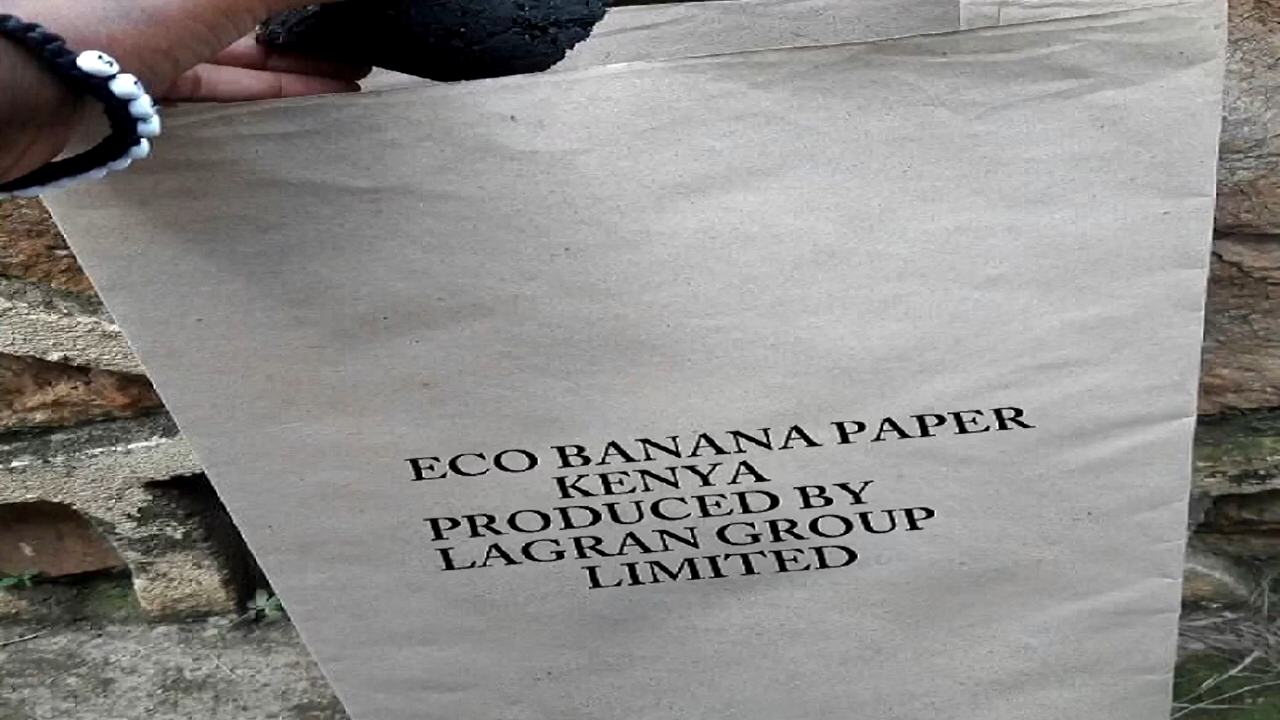 ECO BANANA PAPER
KENYA
PRODUCED BY
LAGRAN GROUP
LIMITED